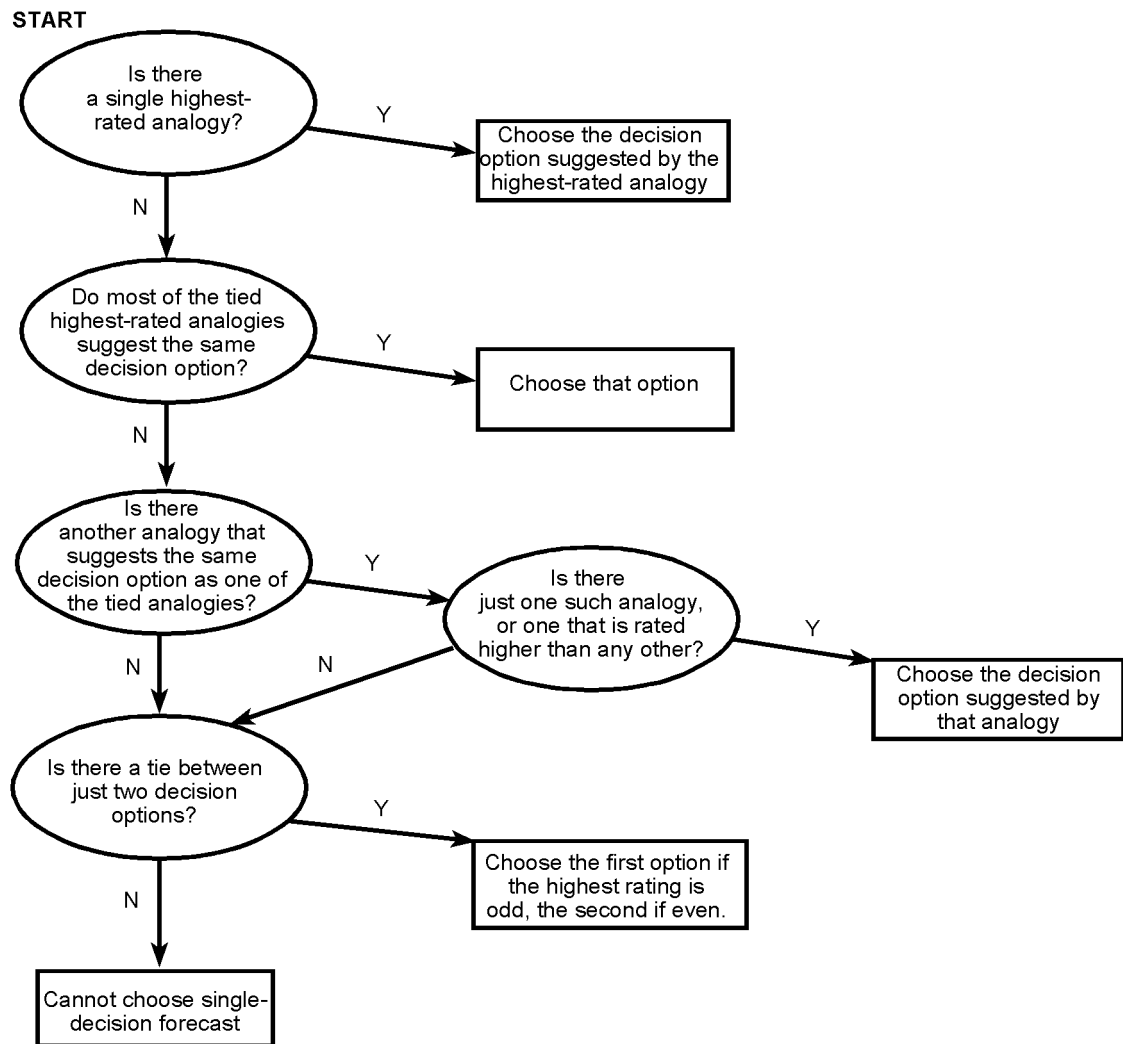 START
Is there
a single highest-
rated analogy?
Y
Choose the decision
option suggested by the
highest-rated analogy
N
Do most of the tied
highest-rated analogies
suggest the same
decision option?
Y
Choose that option
N
Is there
another analogy that
suggests the same
decision option as one of
the tied analogies?
Y
Is there
just one such analogy,
or one that is rated
higher than any other?
Y
Choose the decision
option suggested by
that analogy
N
N
Is there a tie between
just two decision
options?
Y
Choose the first option if
the highest rating is
odd, the second if even.
N
Cannot choose single-
decision forecast